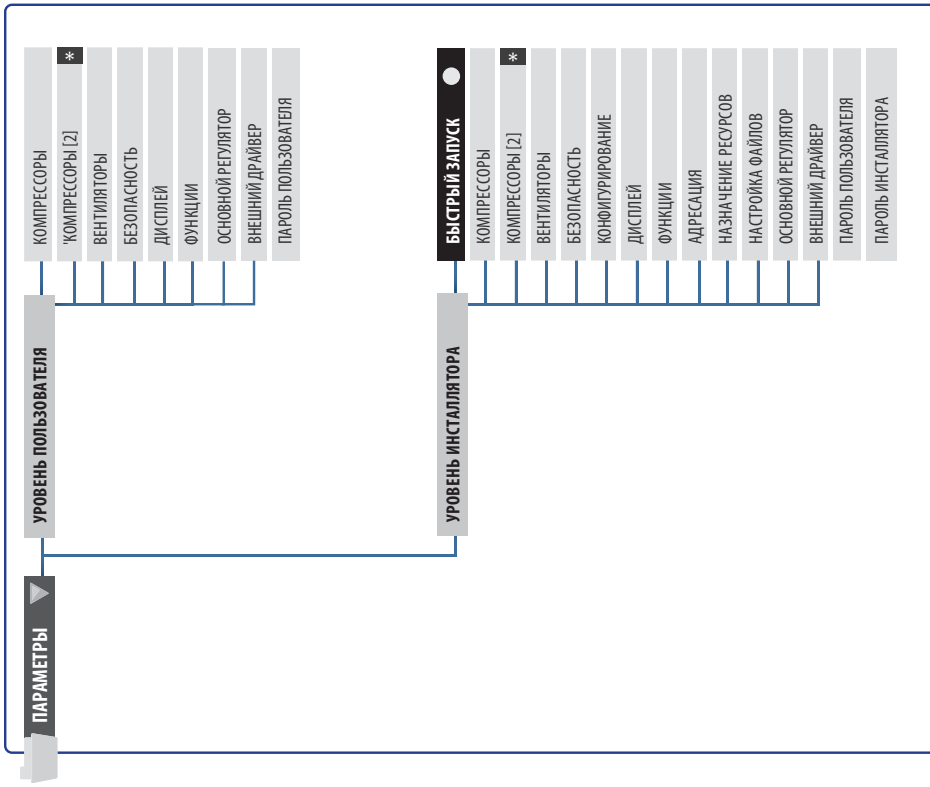 ПАРАМЕТРЫ
УРОВЕНЬ ПОЛЬЗОВАТЕЛЯ
КОМПРЕССОРЫ
'КОМПРЕССОРЫ [2] *
ВЕНТИЛЯТОРЫ
БЕЗОПАСНОСТЬ
ДИСПЛЕЙ
ФУНКЦИИ
ОСНОВНОЙ РЕГУЛЯТОР
ВНЕШНИЙ ДРАЙВЕР
ПАРОЛЬ ПОЛЬЗОВАТЕЛЯ
УРОВЕНЬ ИНСТАЛЛЯТОРА
БЫСТРЫЙ ЗАПУСК
КОМПРЕССОРЫ
КОМПРЕССОРЫ [2] *
ВЕНТИЛЯТОРЫ
БЕЗОПАСНОСТЬ
КОНФИГУРИРОВАНИЕ
ДИСПЛЕЙ
ФУНКЦИИ
АДРЕСАЦИЯ
НАЗНАЧЕНИЕ РЕСУРСОВ
НАСТРОЙКА ФАЙЛОВ
ОСНОВНОЙ РЕГУЛЯТОР
ВНЕШНИЙ ДРАЙВЕР
ПАРОЛЬ ПОЛЬЗОВАТЕЛЯ
ПАРОЛЬ ИНСТАЛЛЯТОРА